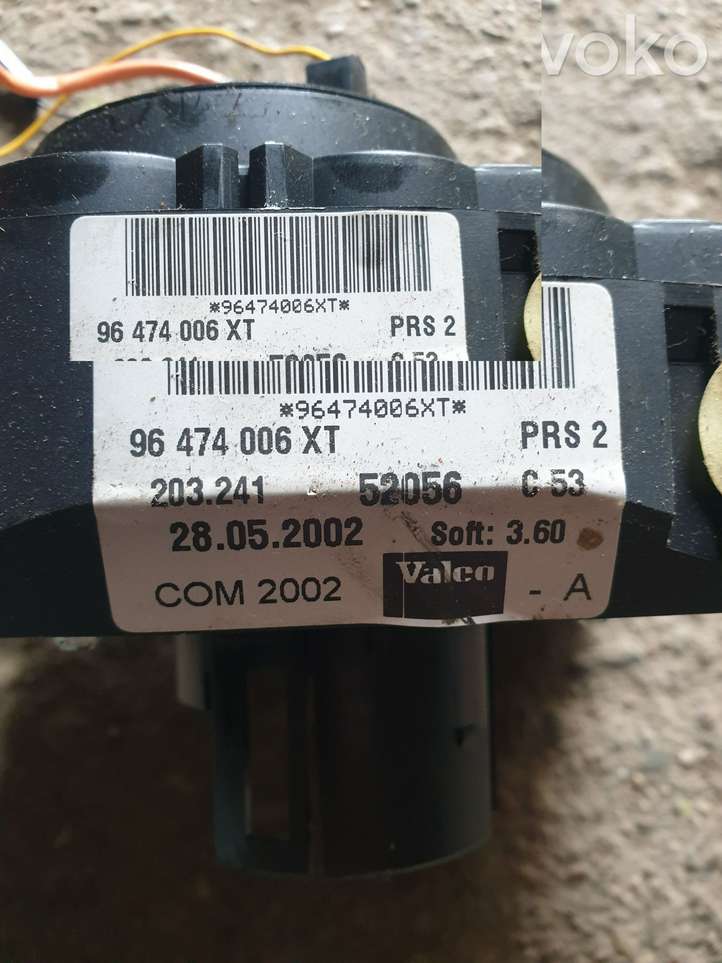 voko
*96474006XT*
96 474 006 XT PRS 2
*96474006XT*
96 474 006 XT PRS 2
203.241 52056 C 53
28.05.2002 Soft: 3.60
COM 2002 Valeo - A